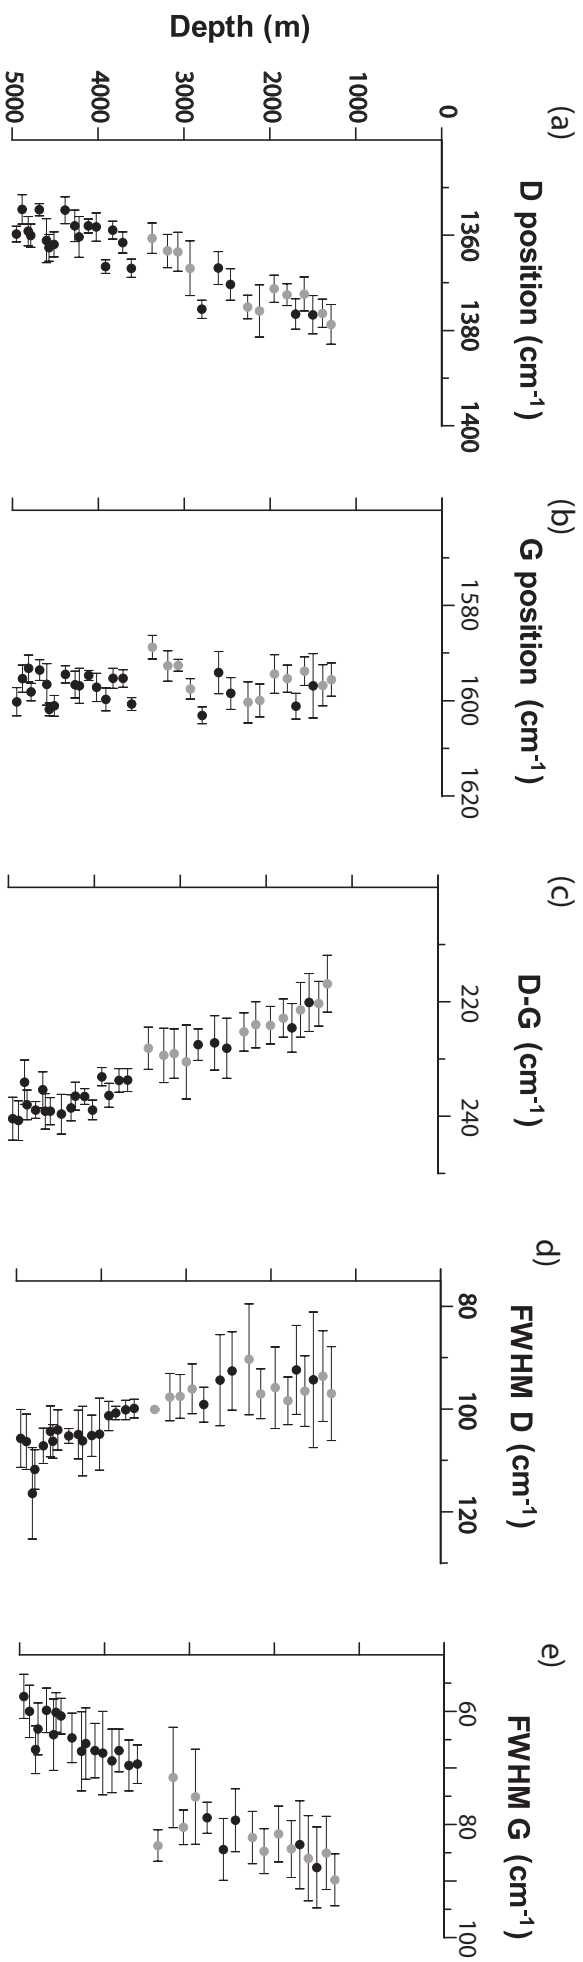 (a)
D position (cm-1)
1360
1380
1400
Depth (m)
0
1000
2000
3000
4000
5000
(b)
G position (cm-1)
1580
1600
1620
(c)
D-G (cm-1)
220
240
d)
FWHM D (cm-1)
80
100
120
e)
FWHM G (cm-1)
60
80
100